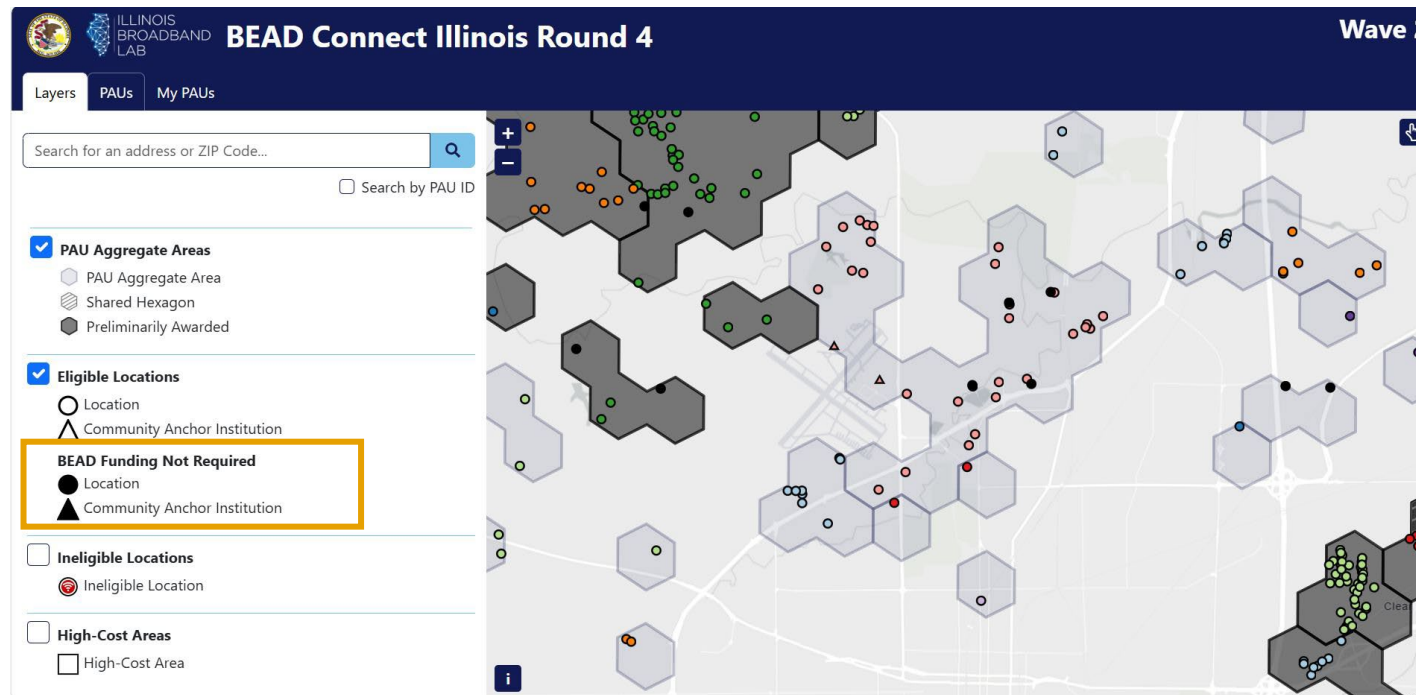 ILLINOIS
BROADBAND
LAB
BEAD Connect Illinois Round 4
Wave
Layers
PAUs
My PAUs
Search for an address or ZIP Code...
Search by PAU ID
PAU Aggregate Areas
PAU Aggregate Area
Shared Hexagon
Preliminarily Awarded
Eligible Locations
Location
Community Anchor Institution
BEAD Funding Not Required
Location
Community Anchor Institution
Ineligible Locations
Ineligible Location
High-Cost Areas
High-Cost Area
+
−
i
Clea